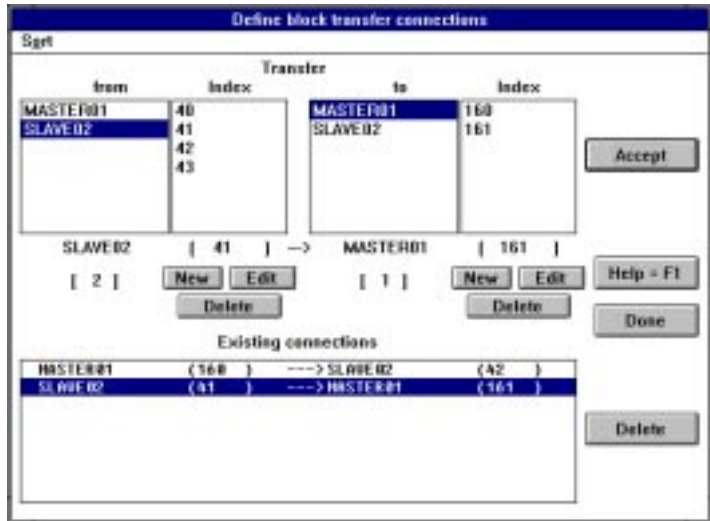 Define block transfer connections
Sort
Transfer
from Index to Index
MASTER01 40 MASTER01 160
SLAVE02 41 SLAVE02 161
42
43
Accept
SLAVE02 [ 41 ] --> MASTER01 [ 161 ]
[ 2 ] New Edit [ 1 ] New Edit Help = F1
Delete Delete
Done
Existing connections
MASTER01 (160 ) ---> SLAVE02 (42 )
SLAVE02 (41 ) ---> MASTER01 (161 )
Delete